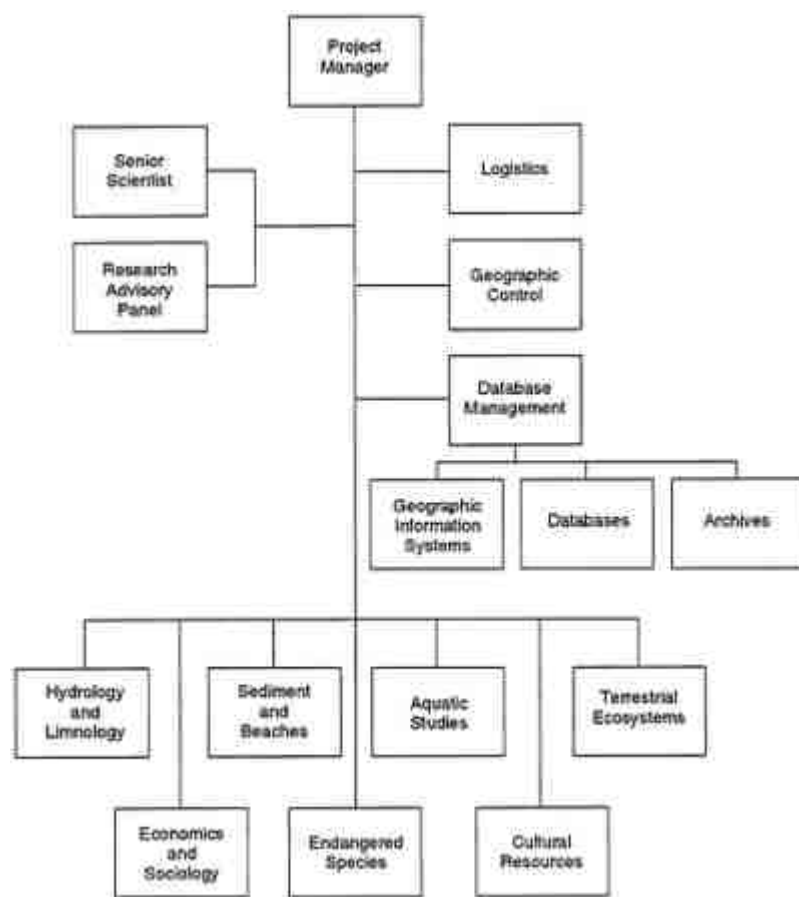 Project
Manager
Senior
Scientist
Logistics
Research
Advisory
Panel
Geographic
Control
Database
Management
Geographic
Information
Systems
Databases
Archives
Hydrology
and
Limnology
Sediment
and
Beaches
Aquatic
Studies
Terrestrial
Ecosystems
Economics
and
Sociology
Endangered
Species
Cultural
Resources